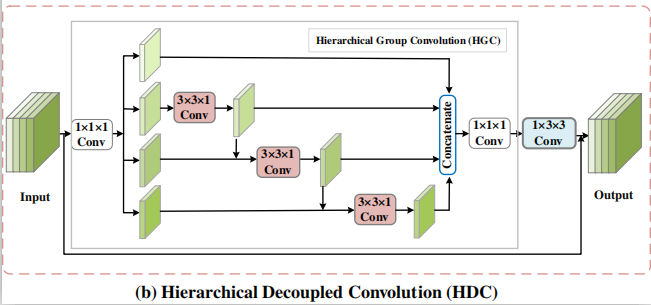 Hierarchical Group Convolution (HGC)
1×1×1
Conv
3×3×1
Conv
3×3×1
Conv
3×3×1
Conv
Concatenate
1×1×1
Conv
1×3×3
Conv
Input
Output
(b) Hierarchical Decoupled Convolution (HDC)